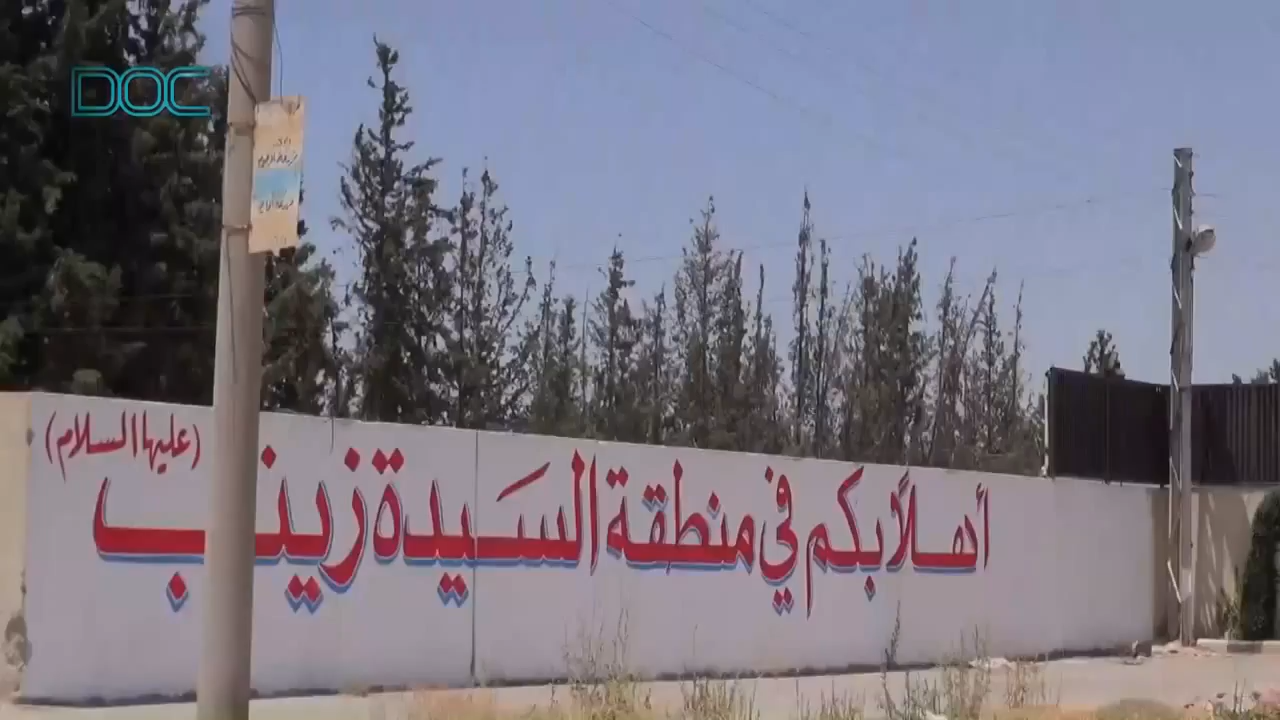 DOC
(عليها السلام)
أهلاً بكم في منطقة السيدة زينب